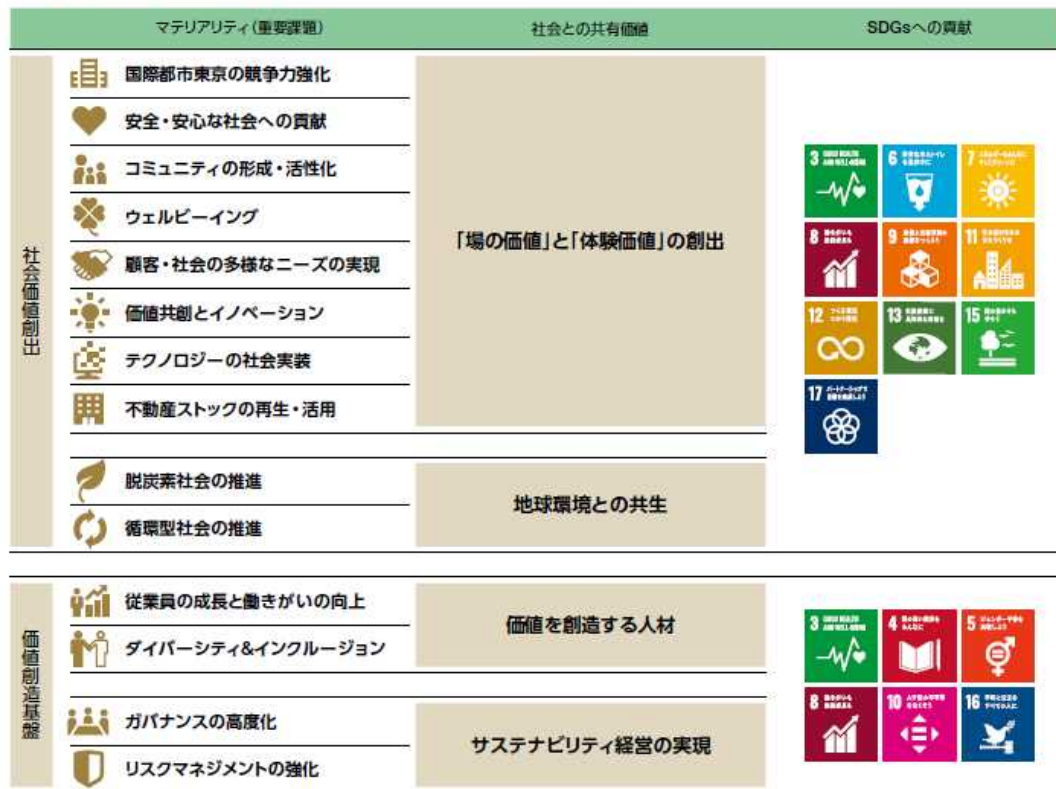 マテリアリティ（重要課題）
社会との共有価値
SDGsへの貢献
社会価値創出
国際都市東京の競争力強化
安全・安心な社会への貢献
コミュニティの形成・活性化
ウェルビーイング
顧客・社会の多様なニーズの実現
価値共創とイノベーション
テクノロジーの社会実装
不動産ストックの再生・活用
「場の価値」と「体験価値」の創出
脱炭素社会の推進
循環型社会の推進
地球環境との共生
3 GOOD HEALTH
AND WELL-BEING
6
7
8
9
11
12
13
15
17
価値創造基盤
従業員の成長と働きがいの向上
ダイバーシティ&インクルージョン
価値を創造する人材
ガバナンスの高度化
リスクマネジメントの強化
サステナビリティ経営の実現
3 GOOD HEALTH
AND WELL-BEING
4
5
8
10
16